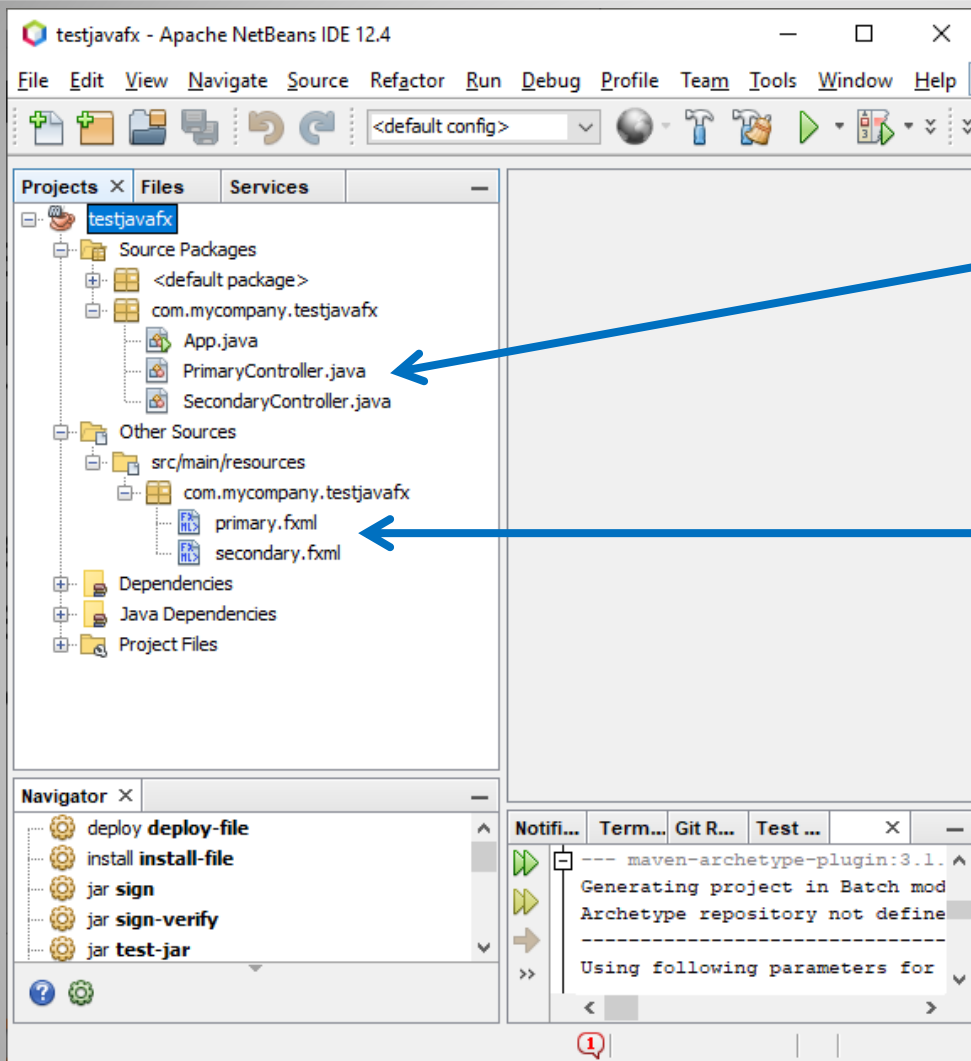 testjavafx - Apache NetBeans IDE 12.4
File Edit View Navigate Source Refactor Run Debug Profile Team Tools Window Help
<default config>
Projects Files Services
testjavafx
Source Packages
<default package>
com.mycompany.testjavafx
App.java
PrimaryController.java
SecondaryController.java
Other Sources
src/main/resources
com.mycompany.testjavafx
primary.fxml
secondary.fxml
Dependencies
Java Dependencies
Project Files
Navigator
deploy deploy-file
install install-file
jar sign
jar sign-verify
jar test-jar
Notifi... Term... Git R... Test ...
--- maven-archetype-plugin:3.1.
Generating project in Batch mod
Archetype repository not define
-------------------------------
Using following parameters for
1